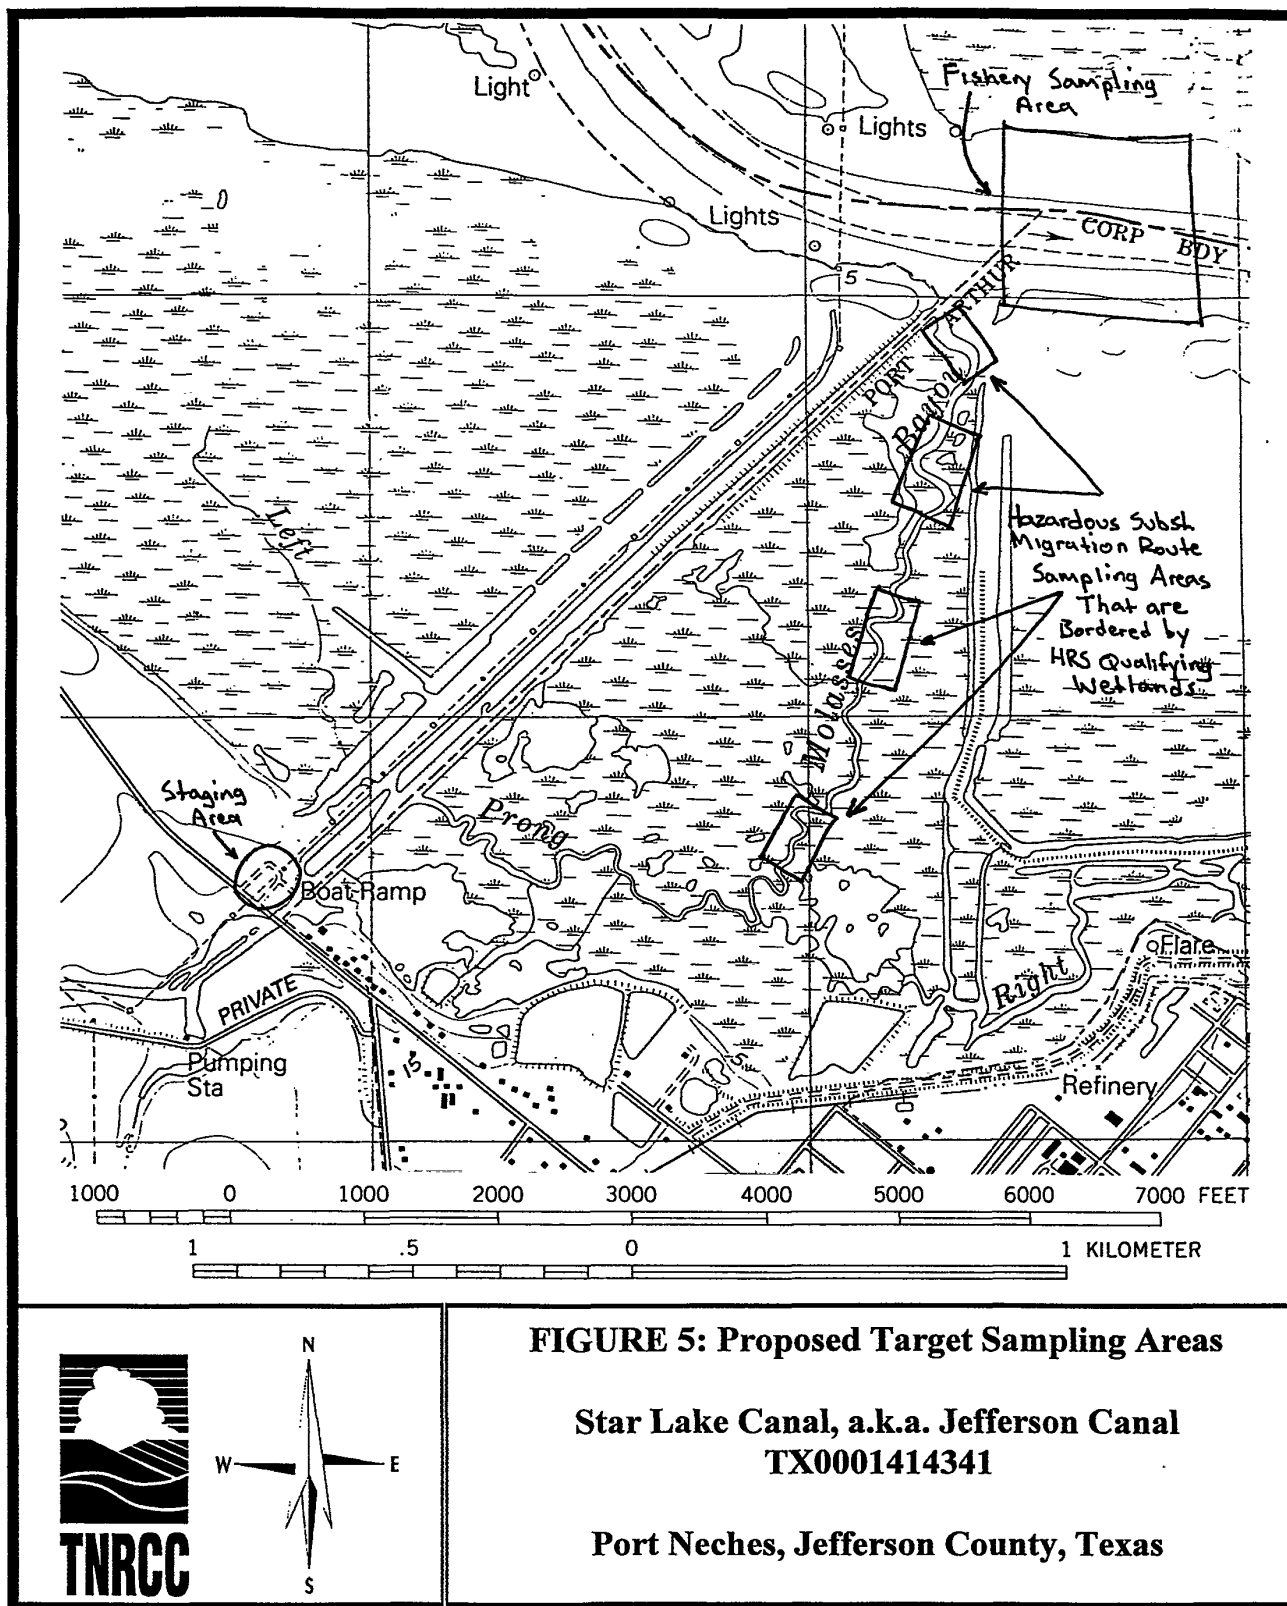 Fishery Sampling
Area
Light
Lights
Lights
CORP BDY
5
PORT ARTHUR
Bayou
Left
Hazardous Subst.
Migration Route
Sampling Areas
That are
Bordered by
HRS Qualifying
Wetlands
Molasses
Staging
Area
Prong
Boat Ramp
Flare
Right
PRIVATE
Pumping
Sta
15
5
Refinery
1000 0 1000 2000 3000 4000 5000 6000 7000 FEET
1 .5 0 1 KILOMETER
FIGURE 5: Proposed Target Sampling Areas
Star Lake Canal, a.k.a. Jefferson Canal
TX0001414341
Port Neches, Jefferson County, Texas
TNRCC
N
W E
S